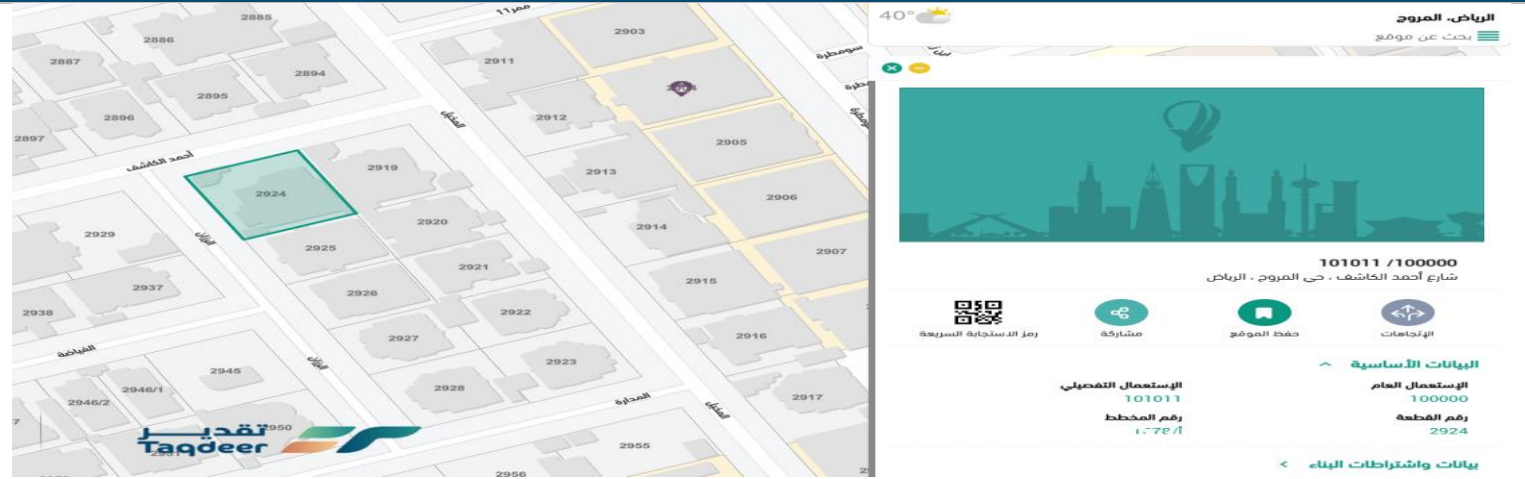 الرياض، المروج
40°
بحث عن موقع
101011 /100000
شارع أحمد الكاشف ، حي المروج ، الرياض
الإتجاهات
حفظ الموقع
مشاركة
رمز الاستجابة السريعة
البيانات الأساسية
الإستعمال العام
100000
الإستعمال التفصيلي
101011
رقم القطعة
2924
رقم المخطط
بيانات واشتراطات البناء
ممر11
2885
2886
2887
2894
2895
2896
2897
2903
2911
2912
2905
2913
2906
2914
2907
2915
2916
2917
سومطرة
النخيل
أحمد الكاشف
2919
2924
2920
2925
2921
2926
2922
2927
2923
2928
2929
2937
2938
2945
2946/1
2946/2
2950
2955
2956
المدارة
تقدير
Taqdeer